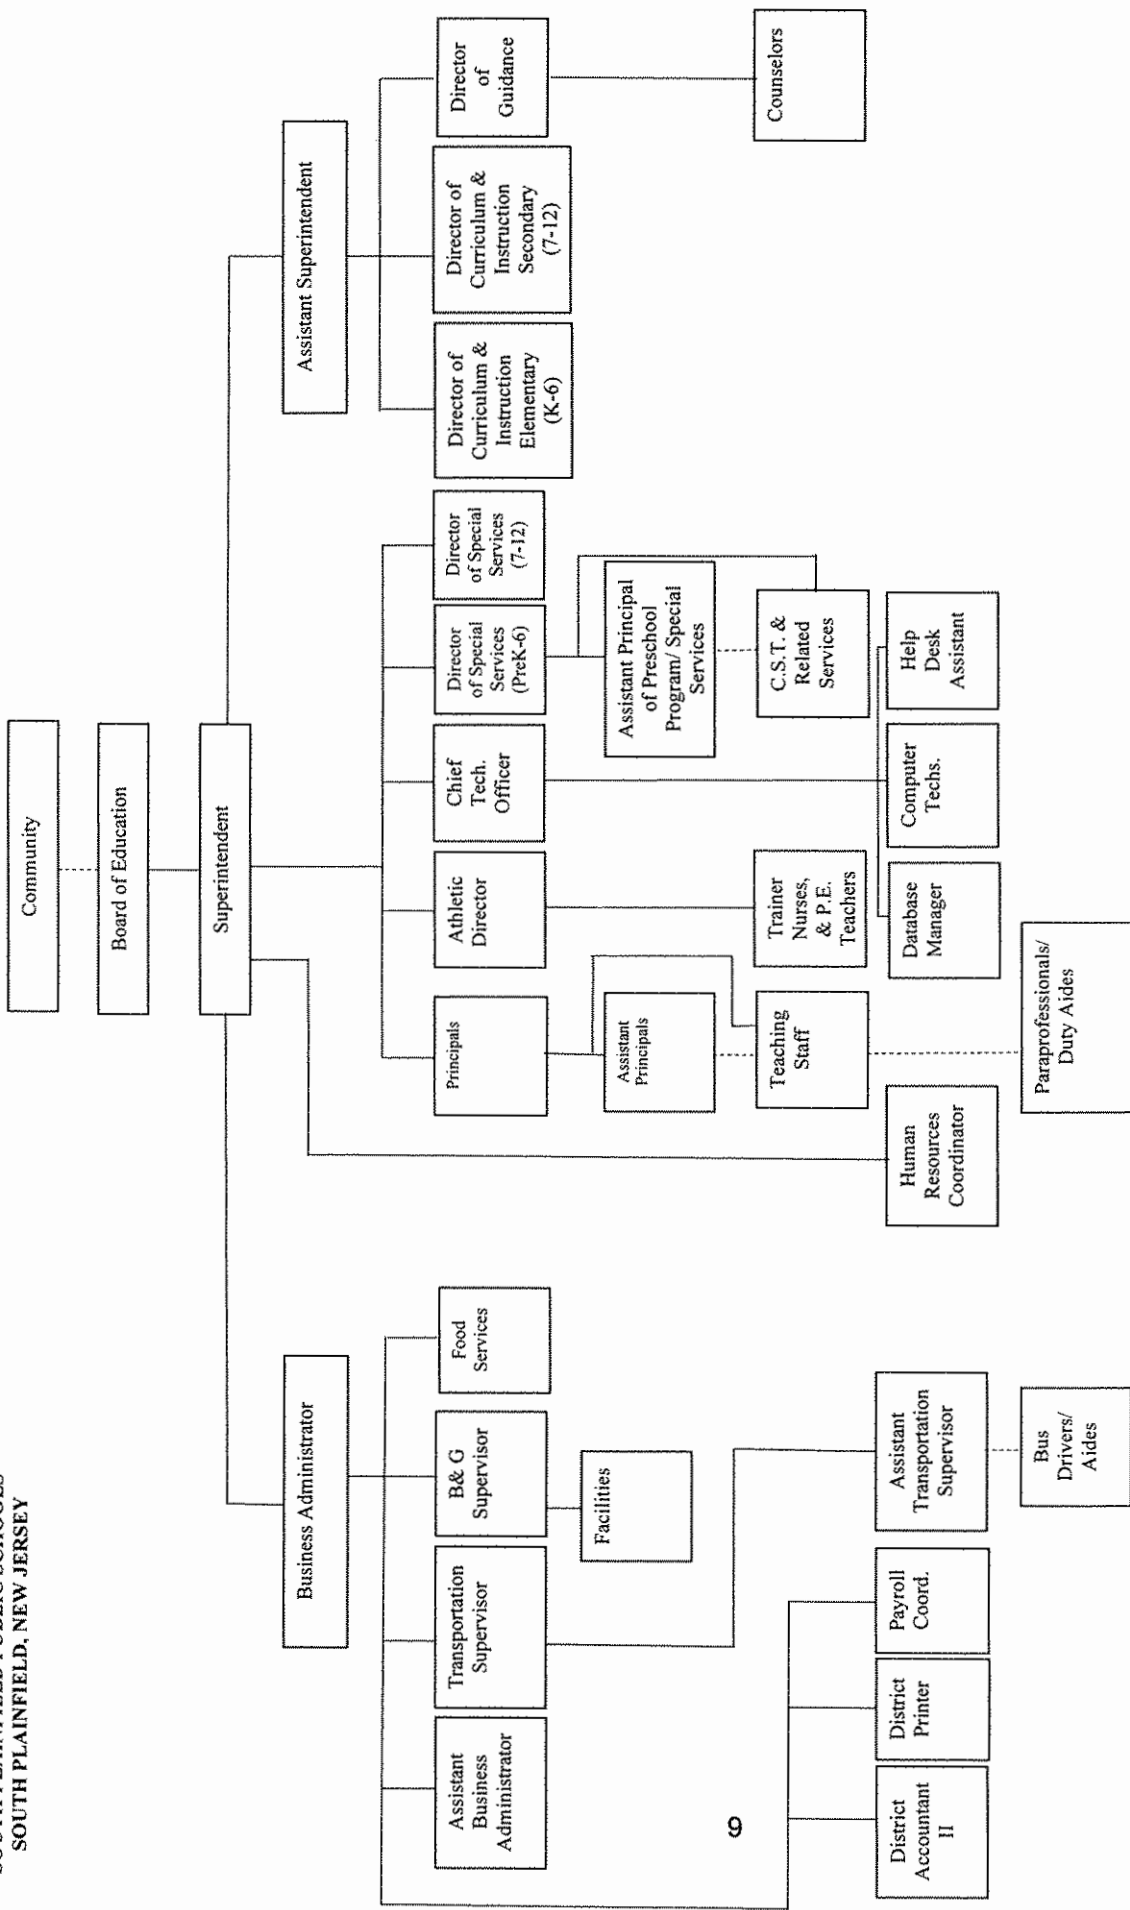 SOUTH PLAINFIELD PUBLIC SCHOOLS
SOUTH PLAINFIELD, NEW JERSEY
Community
Board of Education
Superintendent
Business Administrator
Assistant Superintendent
Assistant
Business
Administrator
Transportation
Supervisor
B& G
Supervisor
Food
Services
Principals
Athletic
Director
Chief
Tech.
Officer
Director
of Special
Services
(PreK-6)
Director
of Special
Services
(7-12)
Director of
Curriculum &
Instruction
Elementary
(K-6)
Director of
Curriculum &
Instruction
Secondary
(7-12)
Director
of
Guidance
Facilities
Assistant
Principals
Assistant Principal
of Preschool
Program/ Special
Services
Teaching
Staff
Trainer
Nurses,
& P.E.
Teachers
C.S.T. &
Related
Services
Counselors
District
Accountant
II
District
Printer
Payroll
Coord.
Assistant
Transportation
Supervisor
Human
Resources
Coordinator
Database
Manager
Computer
Techs.
Help
Desk
Assistant
Bus
Drivers/
Aides
Paraprofessionals/
Duty Aides
9